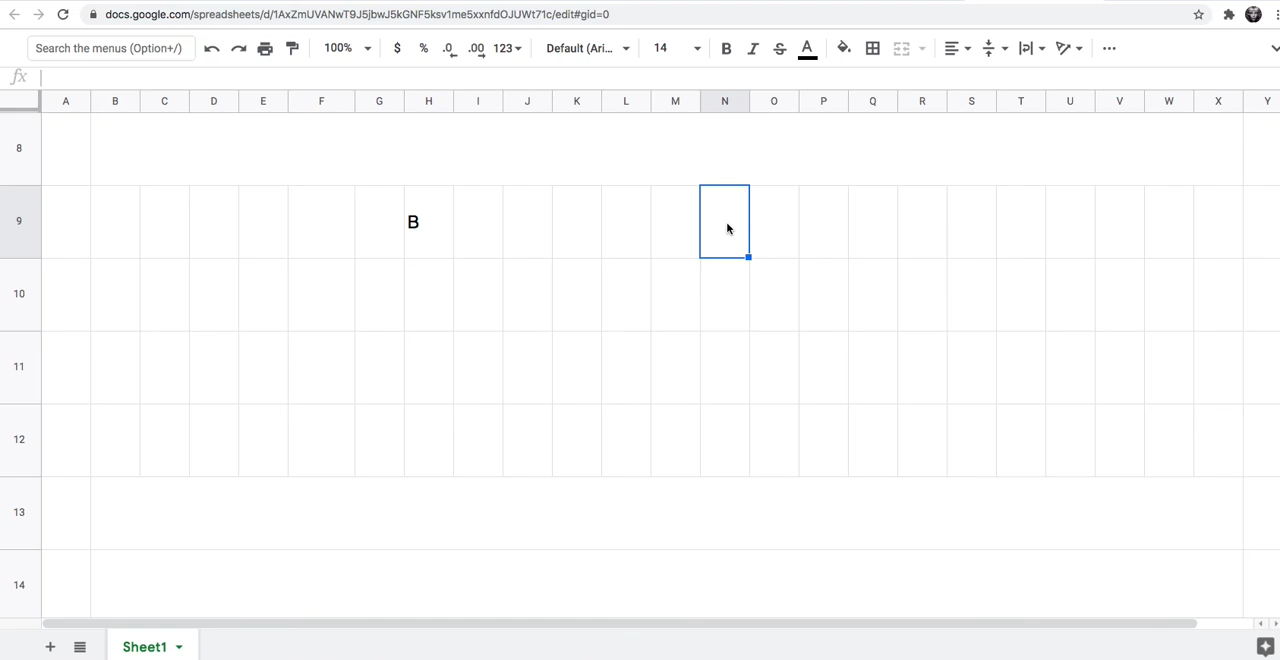 docs.google.com/spreadsheets/d/1AxZmUVANwT9J5jbwJ5kGNF5ksv1me5xxnfdOJUWt71c/edit#gid=0
Search the menus (Option+/) 100% $ % .0 .00 123 Default (Ari... 14 B I S A
fx
A B C D E F G H I J K L M N O P Q R S T U V W X Y
8
9 B
10
11
12
13
14
Sheet1